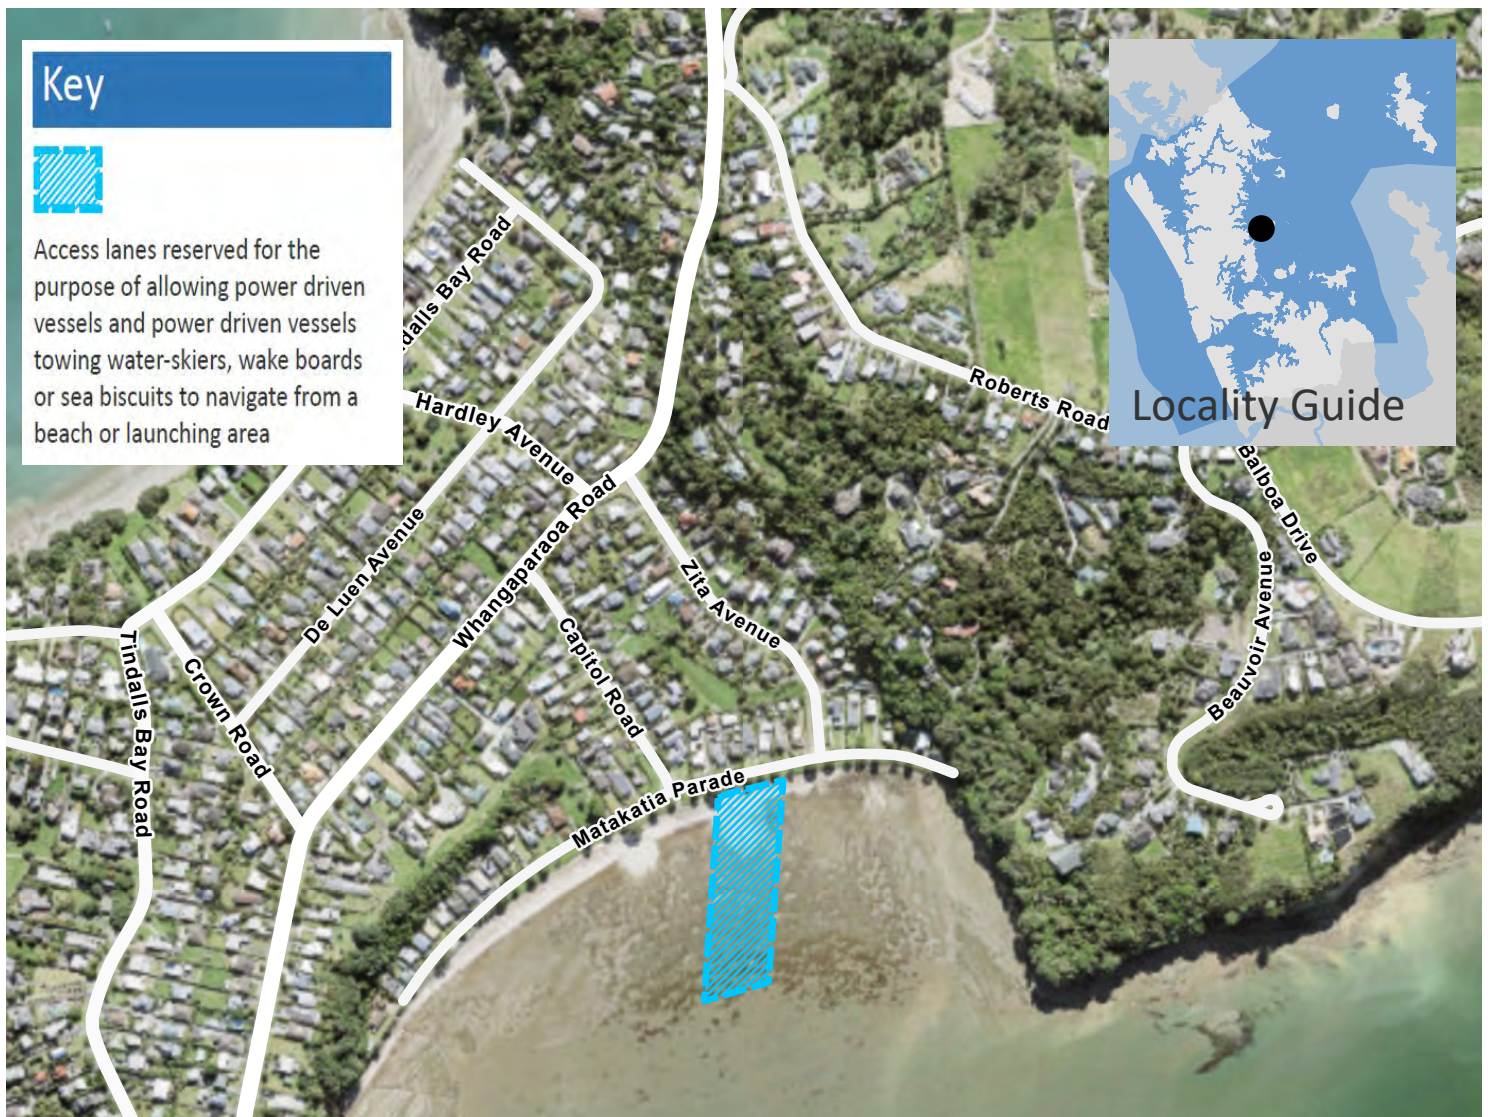 Key
Access lanes reserved for the
purpose of allowing power driven
vessels and power driven vessels
towing water-skiers, wake boards
or sea biscuits to navigate from a
beach or launching area
Locality Guide
dalls Bay Road
Hardley Avenue
Roberts Road
Balboa Drive
De Luen Avenue
Whangaparaoa Road
Zita Avenue
Beauvoir Avenue
Capitol Road
Tindalls Bay Road
Crown Road
Matakatia Parade